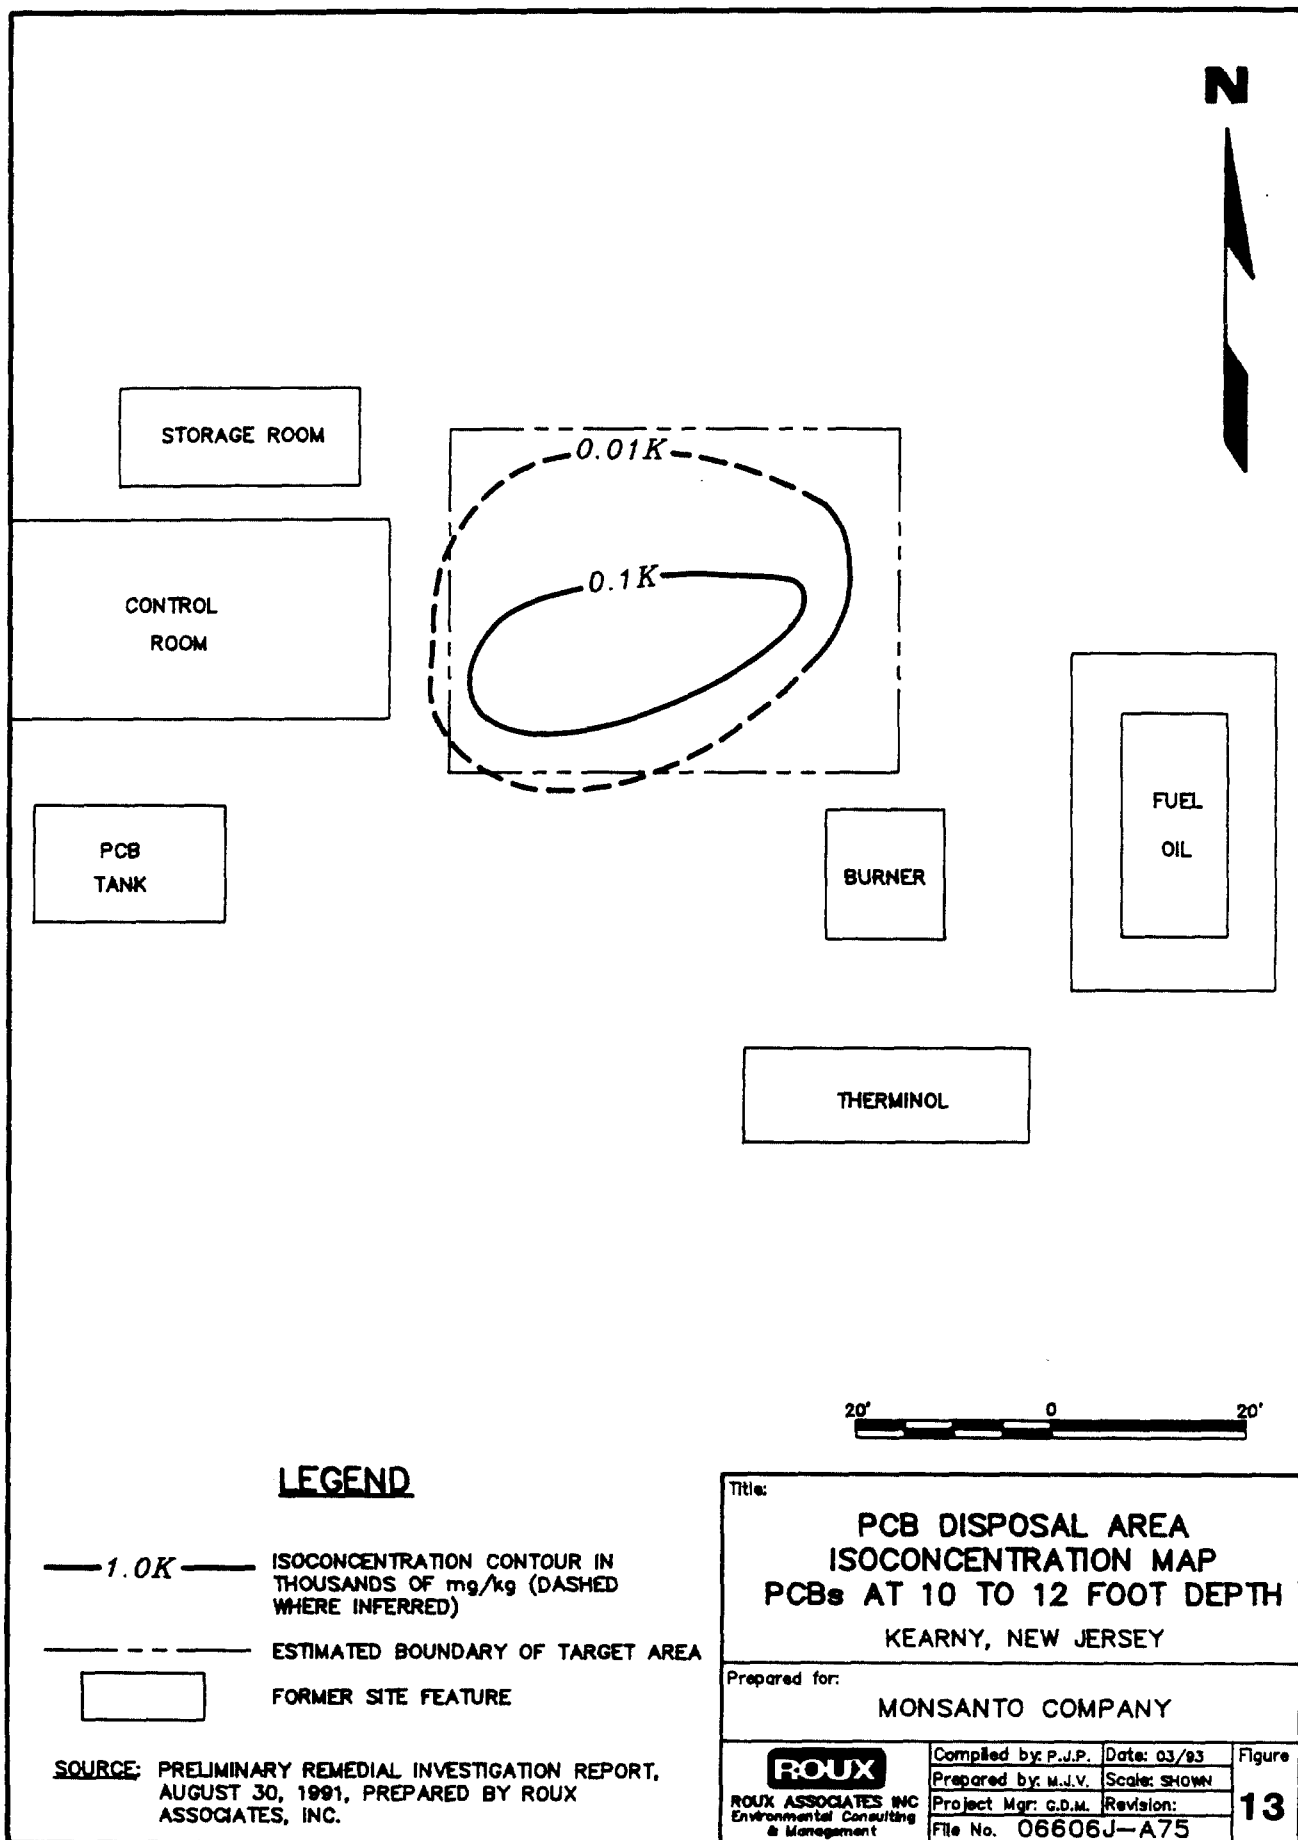 N
STORAGE ROOM
0.01K
0.1K
CONTROL
ROOM
PCB
TANK
BURNER
FUEL
OIL
THERMINOL
20' 0 20'
LEGEND
1.0K ISOCONCENTRATION CONTOUR IN
THOUSANDS OF mg/kg (DASHED
WHERE INFERRED)
ESTIMATED BOUNDARY OF TARGET AREA
FORMER SITE FEATURE
SOURCE: PRELIMINARY REMEDIAL INVESTIGATION REPORT,
AUGUST 30, 1991, PREPARED BY ROUX
ASSOCIATES, INC.
Title:
PCB DISPOSAL AREA
ISOCONCENTRATION MAP
PCBs AT 10 TO 12 FOOT DEPTH
KEARNY, NEW JERSEY
Prepared for:
MONSANTO COMPANY
ROUX
ROUX ASSOCIATES INC
Environmental Consulting
& Management
Compiled by: P.J.P. Date: 03/93
Prepared by: M.J.V. Scale: SHOWN
Project Mgr: G.D.M. Revision:
File No. 06606J-A75
Figure
13